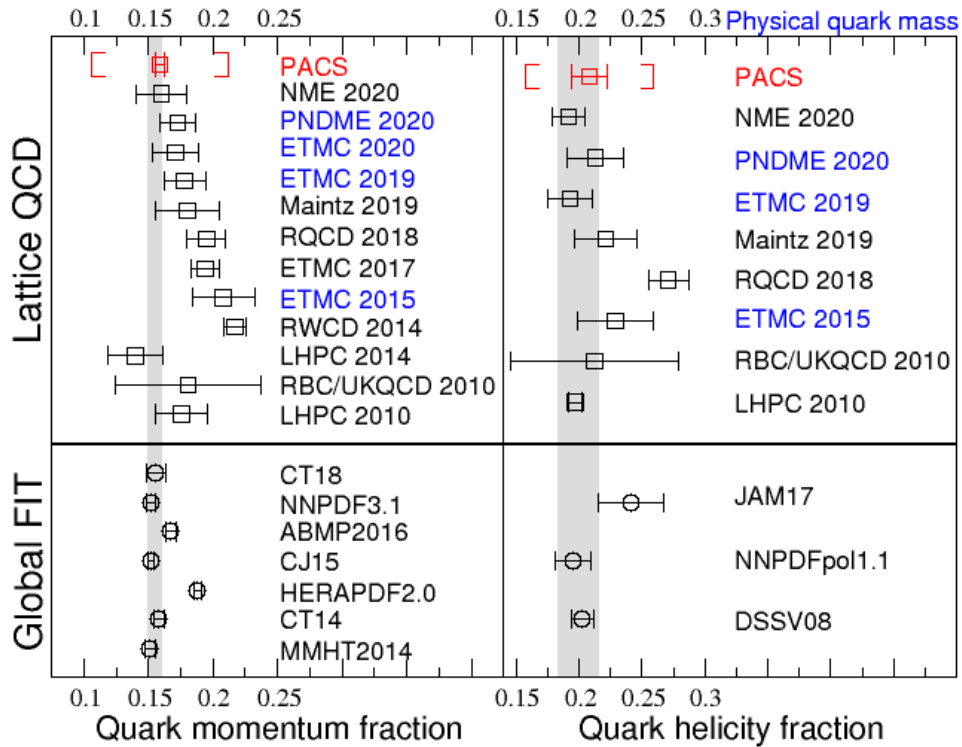 0.1 0.15 0.2 0.25 0.15 0.2 0.25 0.3 Physical quark mass
Lattice QCD
PACS
NME 2020
PNDME 2020
ETMC 2020
ETMC 2019
Maintz 2019
RQCD 2018
ETMC 2017
ETMC 2015
RWCD 2014
LHPC 2014
RBC/UKQCD 2010
LHPC 2010
PACS
NME 2020
PNDME 2020
ETMC 2019
Maintz 2019
RQCD 2018
ETMC 2015
RBC/UKQCD 2010
LHPC 2010
Global FIT
CT18
NNPDF3.1
ABMP2016
CJ15
HERAPDF2.0
CT14
MMHT2014
JAM17
NNPDFpol1.1
DSSV08
0.1 0.15 0.2 0.25 0.15 0.2 0.25 0.3
Quark momentum fraction
Quark helicity fraction